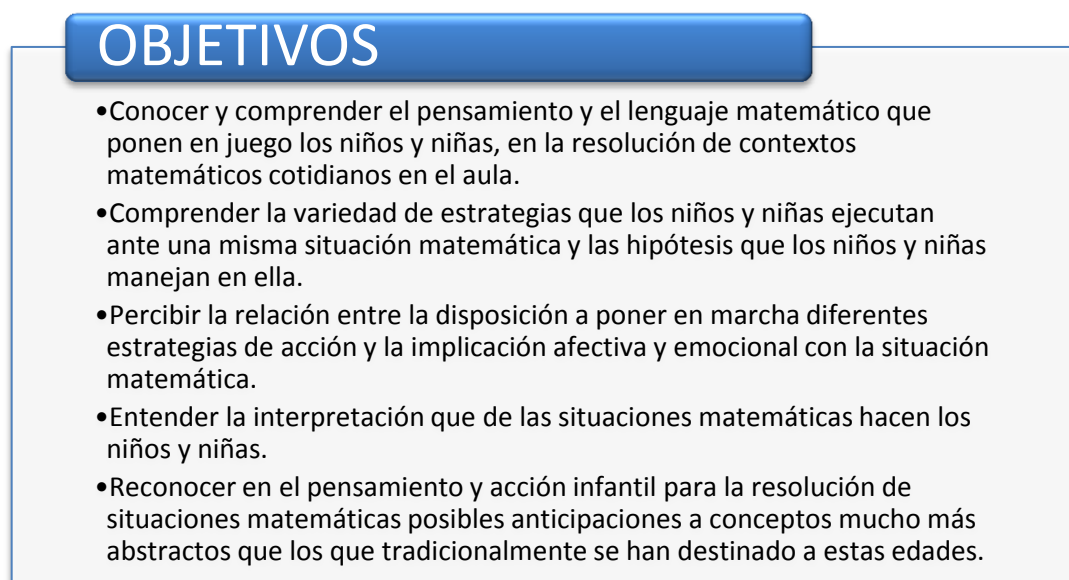 OBJETIVOS
•Conocer y comprender el pensamiento y el lenguaje matemático que
ponen en juego los niños y niñas, en la resolución de contextos
matemáticos cotidianos en el aula.
•Comprender la variedad de estrategias que los niños y niñas ejecutan
ante una misma situación matemática y las hipótesis que los niños y niñas
manejan en ella.
•Percibir la relación entre la disposición a poner en marcha diferentes
estrategias de acción y la implicación afectiva y emocional con la situación
matemática.
•Entender la interpretación que de las situaciones matemáticas hacen los
niños y niñas.
•Reconocer en el pensamiento y acción infantil para la resolución de
situaciones matemáticas posibles anticipaciones a conceptos mucho más
abstractos que los que tradicionalmente se han destinado a estas edades.